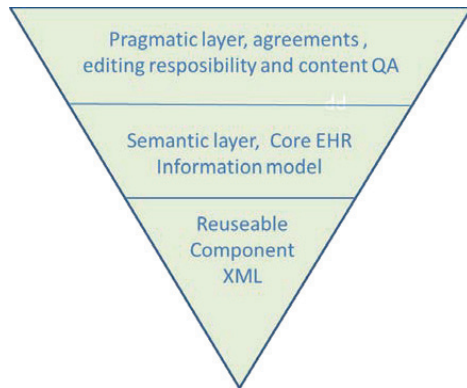 Pragmatic layer, agreements ,
editing resposibility and content QA
Semantic layer, Core EHR
Information model
Reuseable
Component
XML